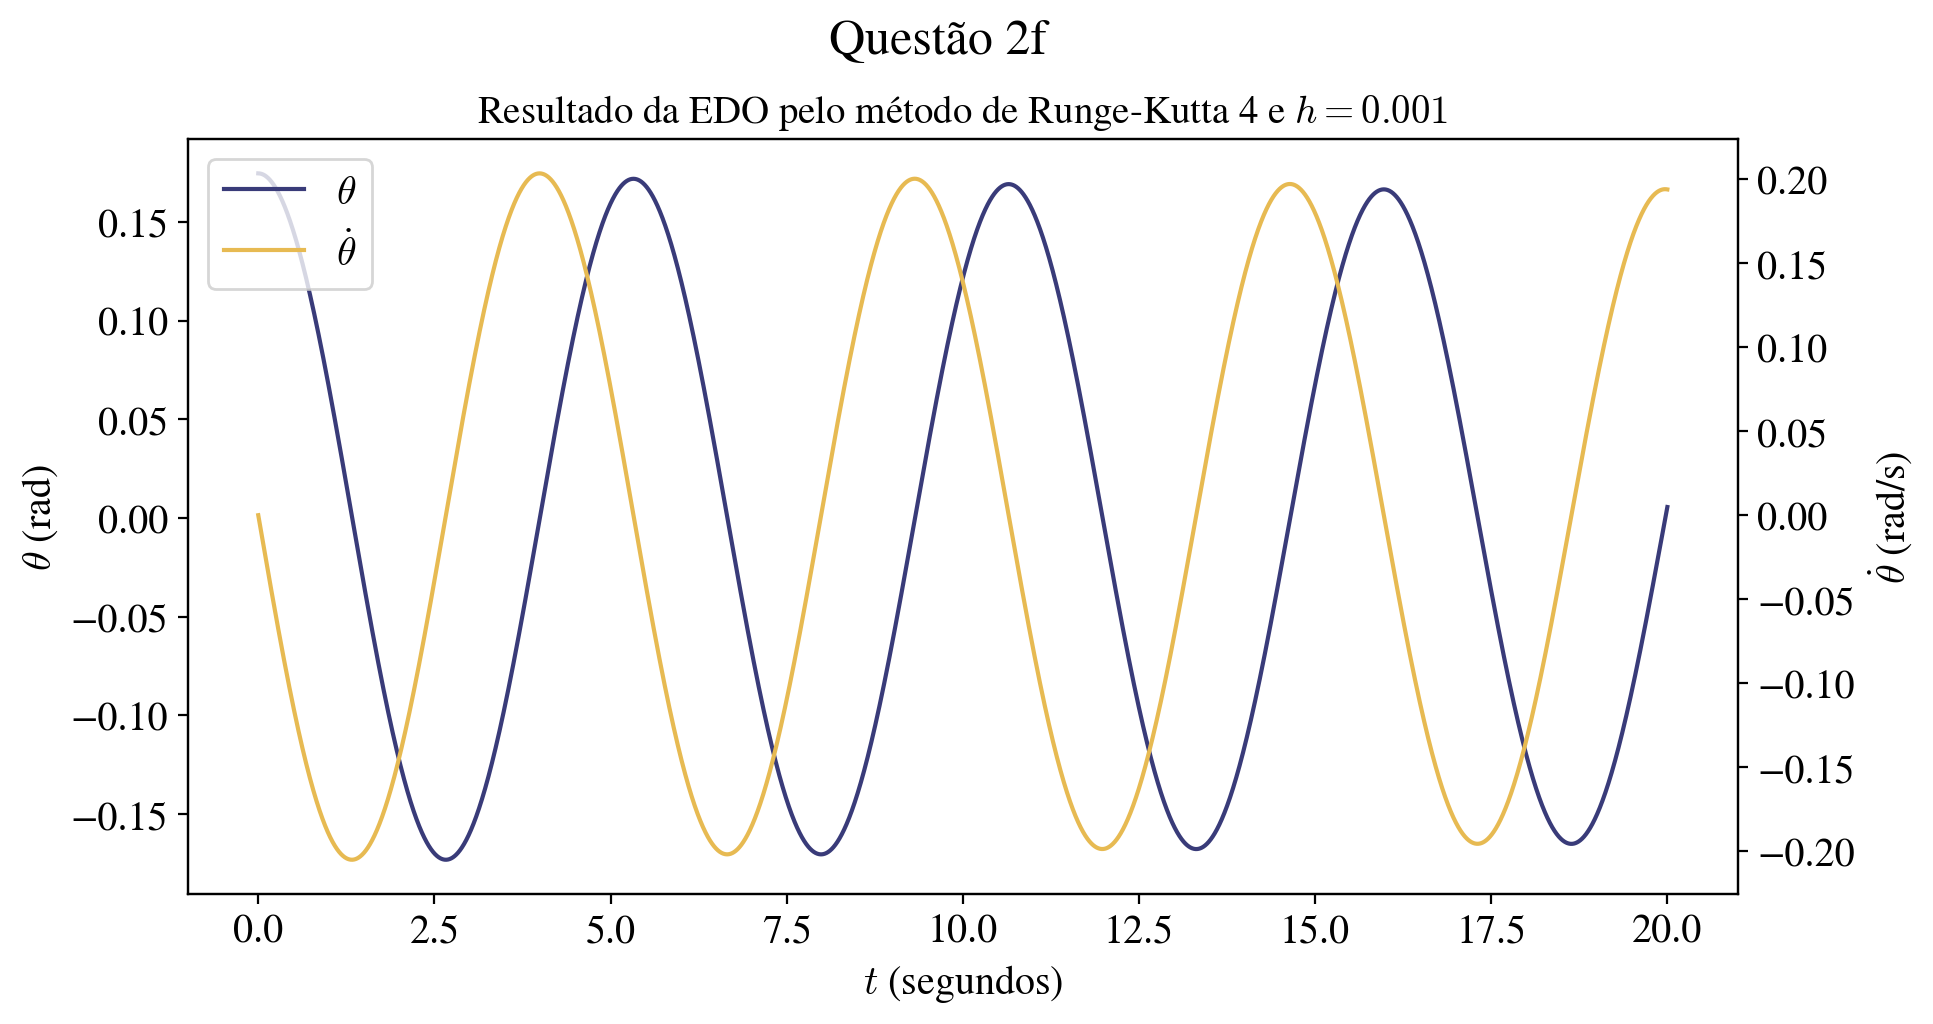 Questão 2f
Resultado da EDO pelo método de Runge-Kutta 4 e h = 0.001
θ
θ̇
0.15
0.10
0.05
0.00
−0.05
−0.10
−0.15
θ (rad)
0.20
0.15
0.10
0.05
0.00
−0.05
−0.10
−0.15
−0.20
θ̇ (rad/s)
0.0 2.5 5.0 7.5 10.0 12.5 15.0 17.5 20.0
t (segundos)